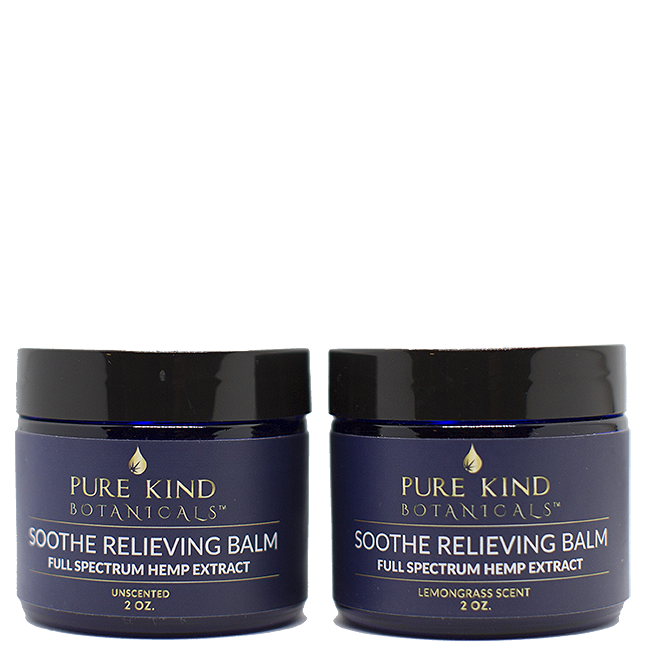 PURE KIND
BOTANICALS™
SOOTHE RELIEVING BALM
FULL SPECTRUM HEMP EXTRACT
UNSCENTED
2 OZ.
PURE KIND
BOTANICALS™
SOOTHE RELIEVING BALM
FULL SPECTRUM HEMP EXTRACT
LEMONGRASS SCENT
2 OZ.